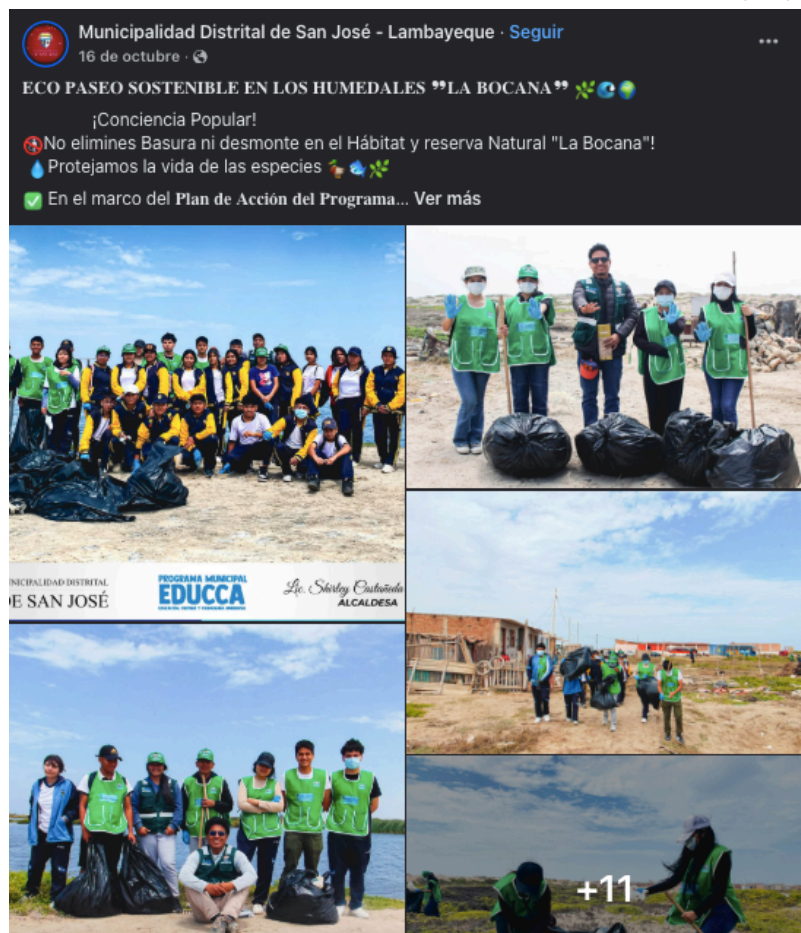 Municipalidad Distrital de San José - Lambayeque · Seguir
16 de octubre ·
𝐄𝐂𝐎 𝐏𝐀𝐒𝐄𝐎 𝐒𝐎𝐒𝐓𝐄𝐍𝐈𝐁𝐋𝐄 𝐄𝐍 𝐋𝐎𝐒 𝐇𝐔𝐌𝐄𝐃𝐀𝐋𝐄𝐒 ❞𝐋𝐀 𝐁𝐎𝐂𝐀𝐍𝐀❞ 🌿🌊🌍
¡Conciencia Popular!
🚯No elimines Basura ni desmonte en el Hábitat y reserva Natural "La Bocana"!
💧Protejamos la vida de las especies 🦆🐟🌿
✅ En el marco del 𝐏𝐥𝐚𝐧 𝐝𝐞 𝐀𝐜𝐜𝐢ó𝐧 𝐝𝐞𝐥 𝐏𝐫𝐨𝐠𝐫𝐚𝐦𝐚... Ver más
NICIPALIDAD DISTRITAL
DE SAN JOSÉ
PROGRAMA MUNICIPAL
EDUCCA
Lic. Shirley Castañeda
ALCALDESA
+11